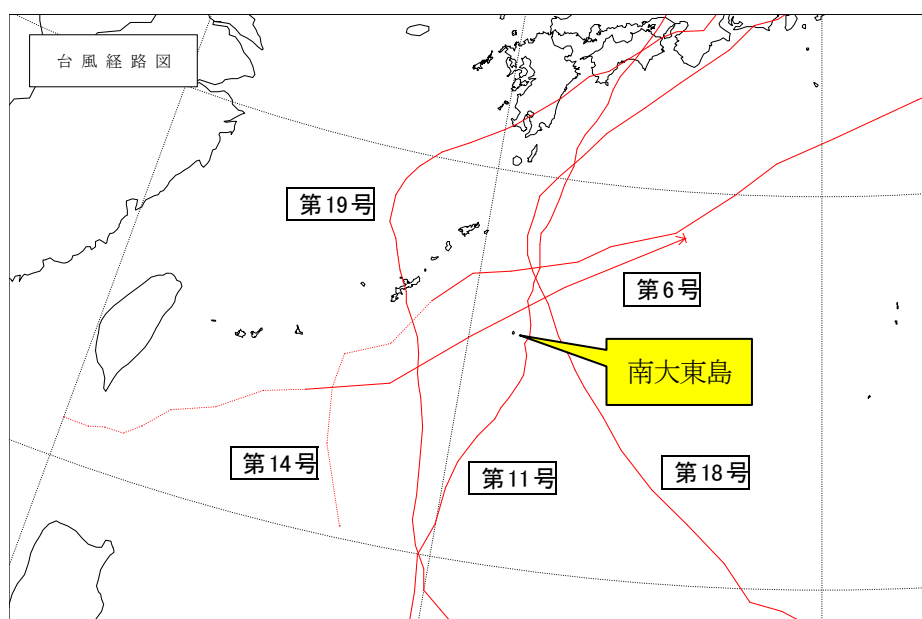 台風経路図
第19号
第6号
南大東島
第14号
第11号
第18号